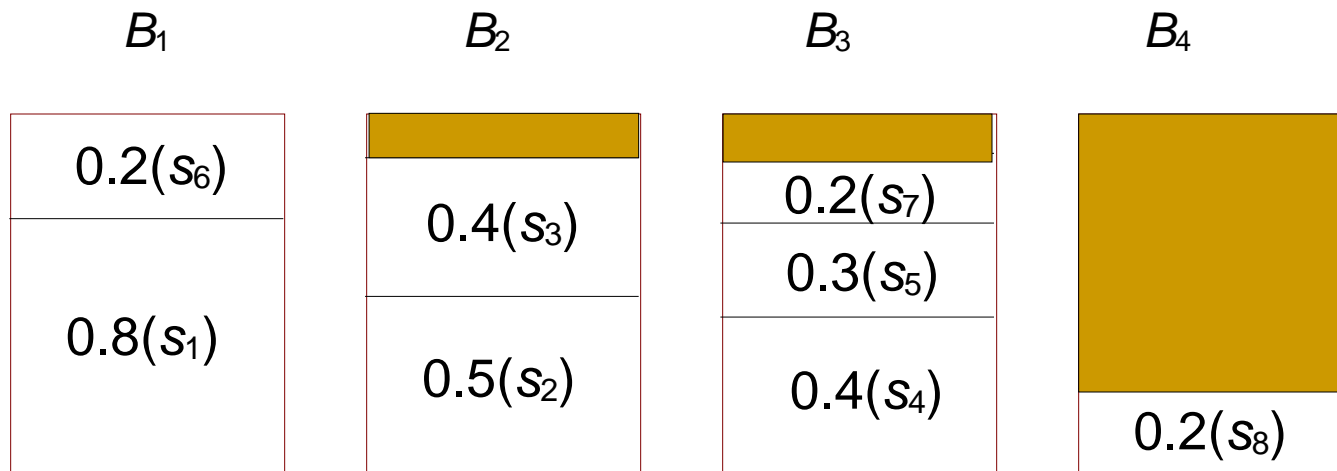 B₁ B₂ B₃ B₄
0.2(s₆) 0.4(s₃) 0.2(s₇)
0.3(s₅)
0.8(s₁) 0.5(s₂) 0.4(s₄) 0.2(s₈)